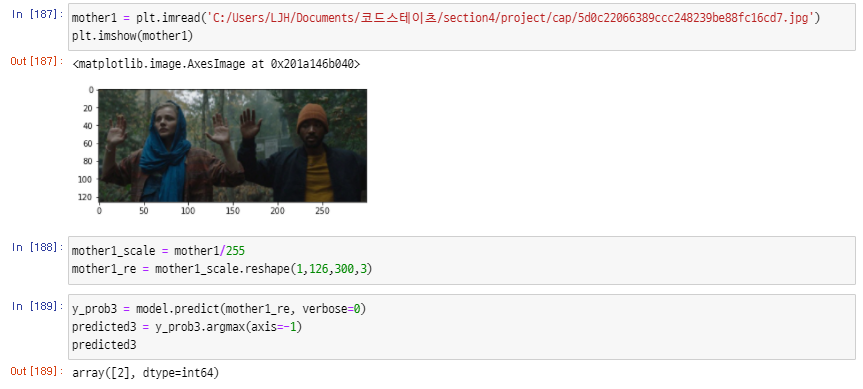 In [187]: mother1 = plt.imread('C:/Users/LJH/Documents/코드스테이츠/section4/project/cap/5d0c22066389ccc248239be88fc16cd7.jpg')
plt.imshow(mother1)
Out[187]: <matplotlib.image.AxesImage at 0x201a146b040>
0
20
40
60
80
100
120
0 50 100 150 200 250
In [188]: mother1_scale = mother1/255
mother1_re = mother1_scale.reshape(1,126,300,3)
In [189]: y_prob3 = model.predict(mother1_re, verbose=0)
predicted3 = y_prob3.argmax(axis=-1)
predicted3
Out[189]: array([2], dtype=int64)